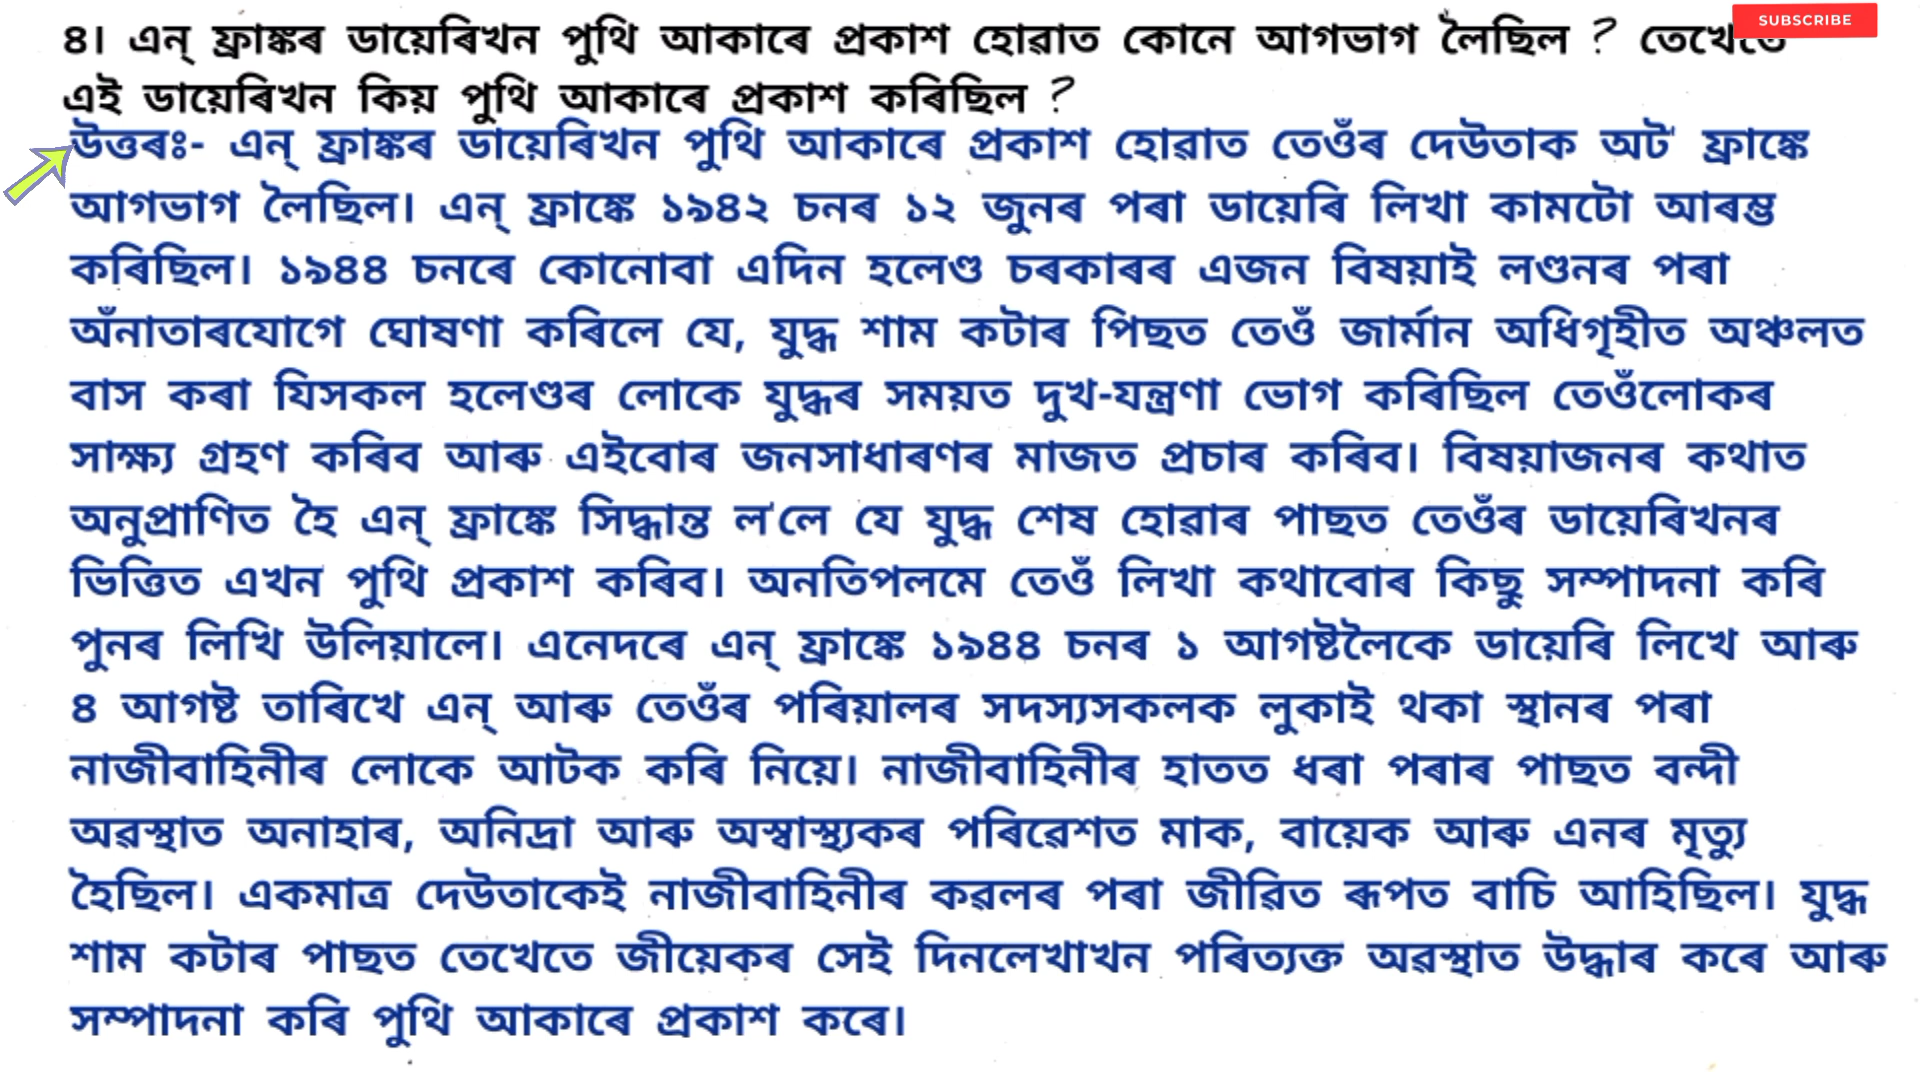 ৪। এন্ ফ্ৰাঙ্কৰ ডায়েৰিখন পুথি আকাৰে প্ৰকাশ হোৱাত কোনে আগভাগ লৈছিল ? তেখেতে
SUBSCRIBE
এই ডায়েৰিখন কিয় পুথি আকাৰে প্ৰকাশ কৰিছিল ?
উত্তৰঃ- এন্ ফ্ৰাঙ্কৰ ডায়েৰিখন পুথি আকাৰে প্ৰকাশ হোৱাত তেওঁৰ দেউতাক অট' ফ্ৰাঙ্কে
আগভাগ লৈছিল। এন্ ফ্ৰাঙ্কে ১৯৪২ চনৰ ১২ জুনৰ পৰা ডায়েৰি লিখা কামটো আৰম্ভ
কৰিছিল। ১৯৪৪ চনৰে কোনোবা এদিন হলেণ্ড চৰকাৰৰ এজন বিষয়াই লণ্ডনৰ পৰা
অঁনাতাৰযোগে ঘোষণা কৰিলে যে, যুদ্ধ শাম কটাৰ পিছত তেওঁ জাৰ্মান অধিগৃহীত অঞ্চলত
বাস কৰা যিসকল হলেণ্ডৰ লোকে যুদ্ধৰ সময়ত দুখ-যন্ত্ৰণা ভোগ কৰিছিল তেওঁলোকৰ
সাক্ষ্য গ্ৰহণ কৰিব আৰু এইবোৰ জনসাধাৰণৰ মাজত প্ৰচাৰ কৰিব। বিষয়াজনৰ কথাত
অনুপ্ৰাণিত হৈ এন্ ফ্ৰাঙ্কে সিদ্ধান্ত ল'লে যে যুদ্ধ শেষ হোৱাৰ পাছত তেওঁৰ ডায়েৰিখনৰ
ভিত্তিত এখন পুথি প্ৰকাশ কৰিব। অনতিপলমে তেওঁ লিখা কথাবোৰ কিছু সম্পাদনা কৰি
পুনৰ লিখি উলিয়ালে। এনেদৰে এন্ ফ্ৰাঙ্কে ১৯৪৪ চনৰ ১ আগষ্টলৈকে ডায়েৰি লিখে আৰু
৪ আগষ্ট তাৰিখে এন্ আৰু তেওঁৰ পৰিয়ালৰ সদস্যসকলক লুকাই থকা স্থানৰ পৰা
নাজীবাহিনীৰ লোকে আটক কৰি নিয়ে। নাজীবাহিনীৰ হাতত ধৰা পৰাৰ পাছত বন্দী
অৱস্থাত অনাহাৰ, অনিদ্ৰা আৰু অস্বাস্থ্যকৰ পৰিৱেশত মাক, বায়েক আৰু এনৰ মৃত্যু
হৈছিল। একমাত্ৰ দেউতাকেই নাজীবাহিনীৰ কৱলৰ পৰা জীৱিত ৰূপত বাচি আহিছিল। যুদ্ধ
শাম কটাৰ পাছত তেখেতে জীয়েকৰ সেই দিনলেখাখন পৰিত্যক্ত অৱস্থাত উদ্ধাৰ কৰে আৰু
সম্পাদনা কৰি পুথি আকাৰে প্ৰকাশ কৰে।